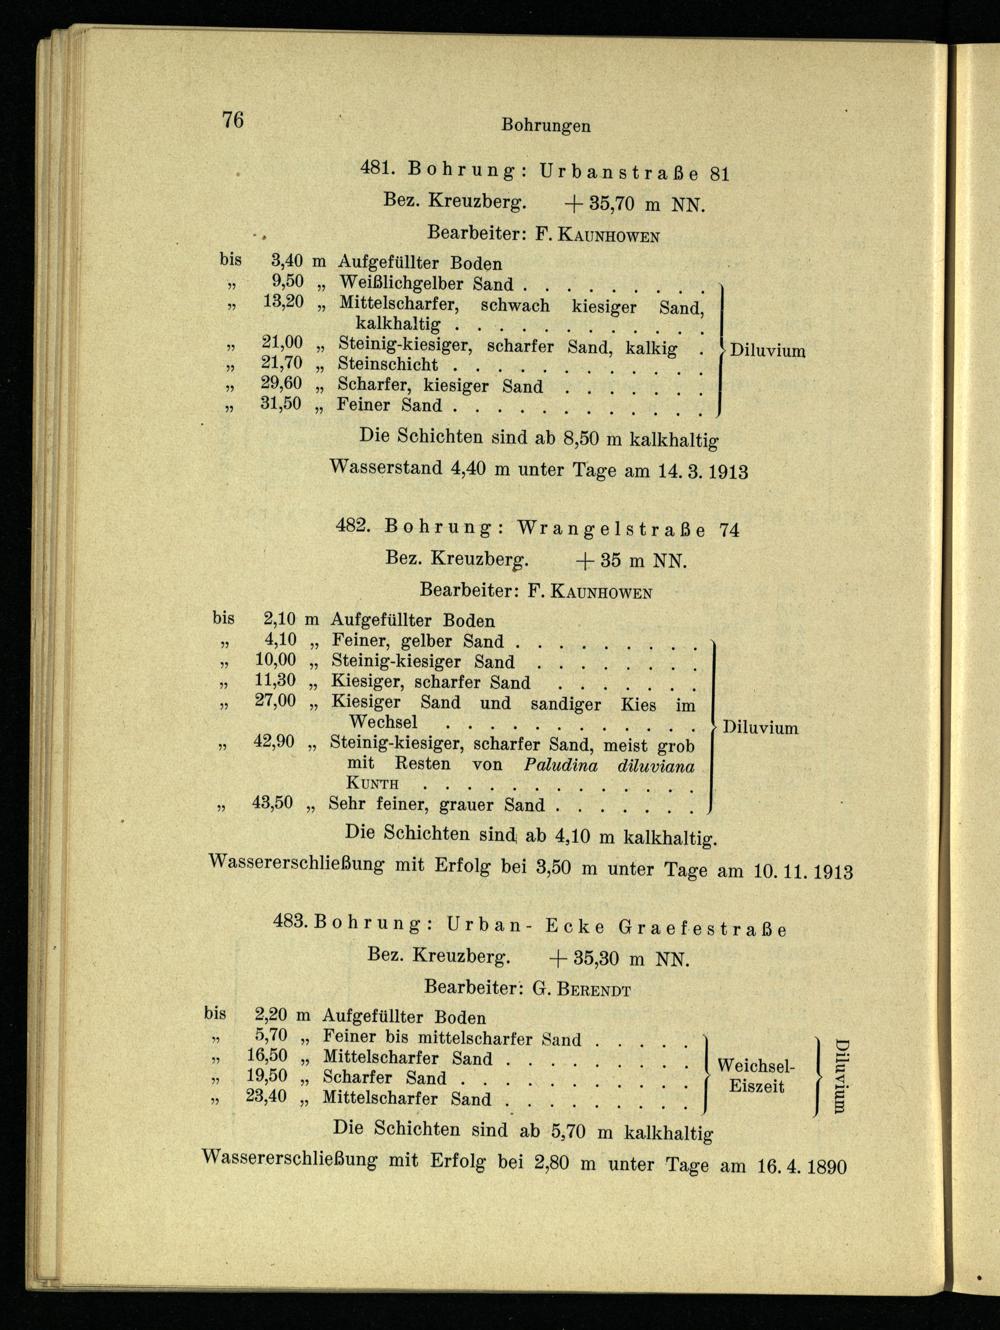 76
Bohrungen
481. Bohrung: Urbanstraße 81
Bez. Kreuzberg. + 35,70 m NN.
Bearbeiter: F. KAUNHOWEN
bis 3,40 m Aufgefüllter Boden
„ 9,50 „ Weißlichgelber Sand . . . . . . . . .
„ 13,20 „ Mittelscharfer, schwach kiesiger Sand,
kalkhaltig . . . . . . . . . . . .
„ 21,00 „ Steinig-kiesiger, scharfer Sand, kalkig .
„ 21,70 „ Steinschicht . . . . . . . . . . . .
„ 29,60 „ Scharfer, kiesiger Sand . . . . . . .
„ 31,50 „ Feiner Sand . . . . . . . . . . . .
Diluvium
Die Schichten sind ab 8,50 m kalkhaltig
Wasserstand 4,40 m unter Tage am 14. 3. 1913
482. Bohrung: Wrangelstraße 74
Bez. Kreuzberg. + 35 m NN.
Bearbeiter: F. KAUNHOWEN
bis 2,10 m Aufgefüllter Boden
„ 4,10 „ Feiner, gelber Sand . . . . . . . . .
„ 10,00 „ Steinig-kiesiger Sand . . . . . . . .
„ 11,30 „ Kiesiger, scharfer Sand . . . . . . .
„ 27,00 „ Kiesiger Sand und sandiger Kies im
Wechsel . . . . . . . . . . . .
„ 42,90 „ Steinig-kiesiger, scharfer Sand, meist grob
mit Resten von Paludina diluviana
KUNTH . . . . . . . . . . . . .
„ 43,50 „ Sehr feiner, grauer Sand . . . . . . .
Diluvium
Die Schichten sind ab 4,10 m kalkhaltig.
Wassererschließung mit Erfolg bei 3,50 m unter Tage am 10. 11. 1913
483. Bohrung: Urban- Ecke Graefestraße
Bez. Kreuzberg. + 35,30 m NN.
Bearbeiter: G. BERENDT
bis 2,20 m Aufgefüllter Boden
„ 5,70 „ Feiner bis mittelscharfer Sand . . . . .
„ 16,50 „ Mittelscharfer Sand . . . . . . . . .
„ 19,50 „ Scharfer Sand . . . . . . . . . . . .
„ 23,40 „ Mittelscharfer Sand . . . . . . . . .
Weichsel-
Eiszeit
Diluvium
Die Schichten sind ab 5,70 m kalkhaltig
Wassererschließung mit Erfolg bei 2,80 m unter Tage am 16. 4. 1890